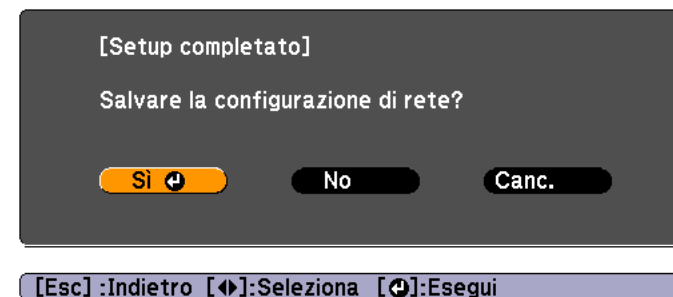 [Setup completato]
Salvare la configurazione di rete?
Sì No Canc.
[Esc] :Indietro [◆]:Seleziona [↵]:Esegui